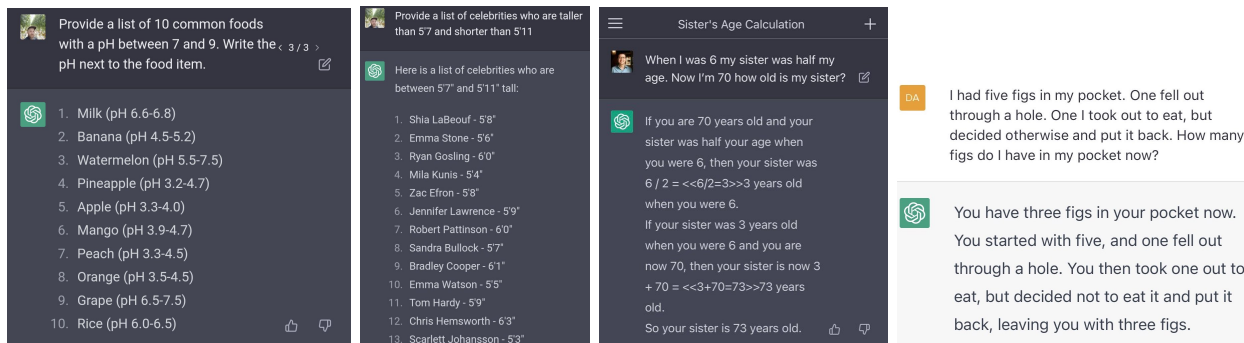 Provide a list of 10 common foods
with a pH between 7 and 9. Write the
‹ 3 / 3 ›
pH next to the food item.
1. Milk (pH 6.6-6.8)
2. Banana (pH 4.5-5.2)
3. Watermelon (pH 5.5-7.5)
4. Pineapple (pH 3.2-4.7)
5. Apple (pH 3.3-4.0)
6. Mango (pH 3.9-4.7)
7. Peach (pH 3.3-4.5)
8. Orange (pH 3.5-4.5)
9. Grape (pH 6.5-7.5)
10. Rice (pH 6.0-6.5)
Provide a list of celebrities who are taller
than 5'7 and shorter than 5'11
Here is a list of celebrities who are
between 5'7" and 5'11" tall:
1. Shia LaBeouf - 5'8"
2. Emma Stone - 5'6"
3. Ryan Gosling - 6'0"
4. Mila Kunis - 5'4"
5. Zac Efron - 5'8"
6. Jennifer Lawrence - 5'9"
7. Robert Pattinson - 6'0"
8. Sandra Bullock - 5'7"
9. Bradley Cooper - 6'1"
10. Emma Watson - 5'5"
11. Tom Hardy - 5'9"
12. Chris Hemsworth - 6'3"
13. Scarlett Johansson - 5'3"
Sister's Age Calculation
When I was 6 my sister was half my
age. Now I'm 70 how old is my sister?
If you are 70 years old and your
sister was half your age when
you were 6, then your sister was
6 / 2 = <<6/2=3>>3 years old
when you were 6.
If your sister was 3 years old
when you were 6 and you are
now 70, then your sister is now 3
+ 70 = <<3+70=73>>73 years
old.
So your sister is 73 years old.
DA
I had five figs in my pocket. One fell out
through a hole. One I took out to eat, but
decided otherwise and put it back. How many
figs do I have in my pocket now?
You have three figs in your pocket now.
You started with five, and one fell out
through a hole. You then took one out to
eat, but decided not to eat it and put it
back, leaving you with three figs.